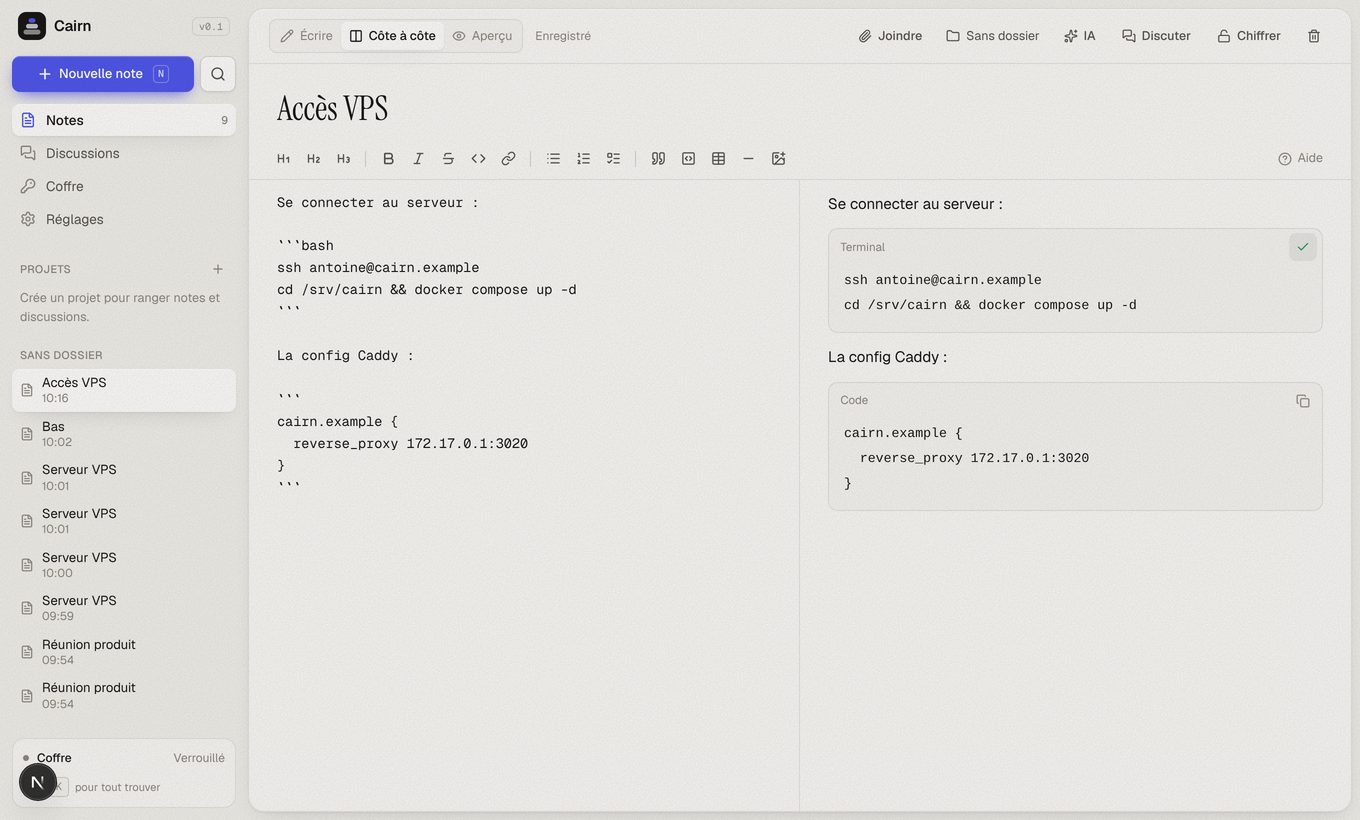 Cairn
v0.1
Nouvelle note N
Notes 9
Discussions
Coffre
Réglages
PROJETS
Crée un projet pour ranger notes et
discussions.
SANS DOSSIER
Accès VPS
10:16
Bas
10:02
Serveur VPS
10:01
Serveur VPS
10:01
Serveur VPS
10:00
Serveur VPS
09:59
Réunion produit
09:54
Réunion produit
09:54
Coffre Verrouillé
N K pour tout trouver
Écrire Côte à côte Aperçu Enregistré
Joindre Sans dossier IA Discuter Chiffrer
Accès VPS
H1 H2 H3 B I S Aide
Se connecter au serveur :
```bash
ssh antoine@cairn.example
cd /srv/cairn && docker compose up -d
```
La config Caddy :
```
cairn.example {
  reverse_proxy 172.17.0.1:3020
}
```
Se connecter au serveur :
Terminal
ssh antoine@cairn.example
cd /srv/cairn && docker compose up -d
La config Caddy :
Code
cairn.example {
  reverse_proxy 172.17.0.1:3020
}